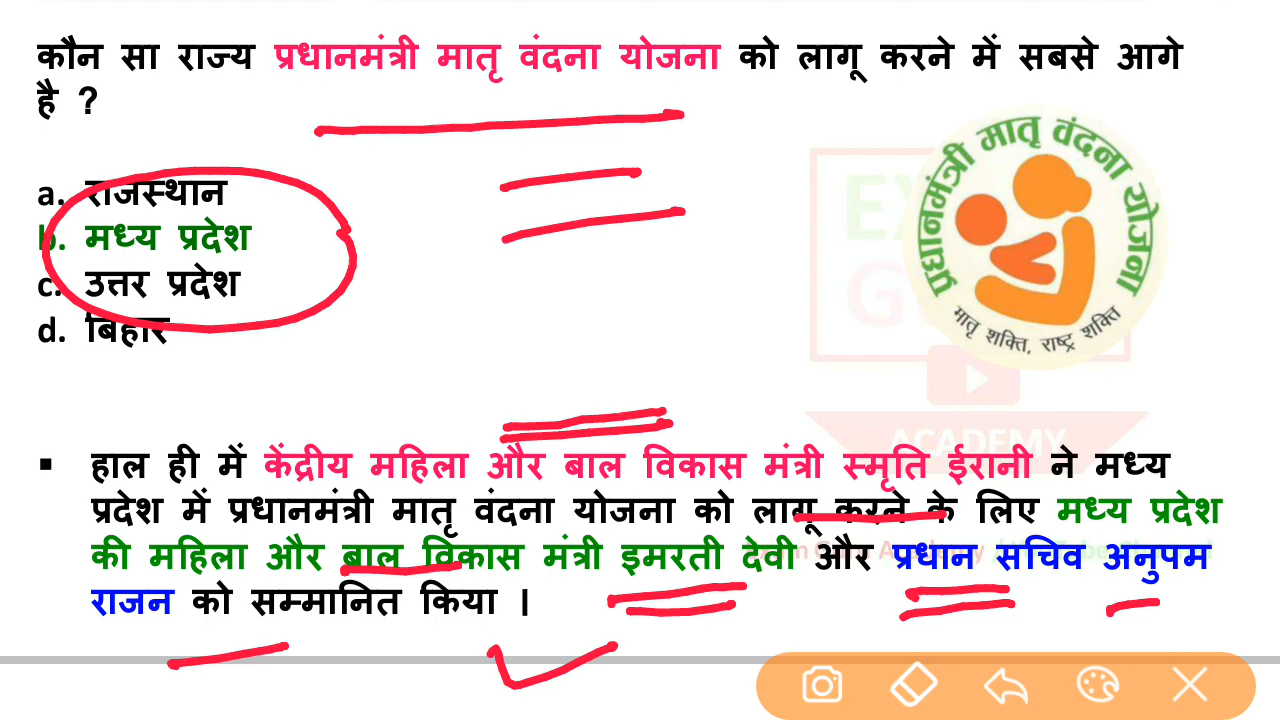 कौन सा राज्य प्रधानमंत्री मातृ वंदना योजना को लागू करने में सबसे आगे
है ?
प्रधानमंत्री मातृ वंदना योजना
मातृ शक्ति, राष्ट्र शक्ति
a. राजस्थान
b. मध्य प्रदेश
c. उत्तर प्रदेश
d. बिहार
ACADEMY
▪ हाल ही में केंद्रीय महिला और बाल विकास मंत्री स्मृति ईरानी ने मध्य
प्रदेश में प्रधानमंत्री मातृ वंदना योजना को लागू करने के लिए मध्य प्रदेश
की महिला और बाल विकास मंत्री इमरती देवी और प्रधान सचिव अनुपम
राजन को सम्मानित किया ।